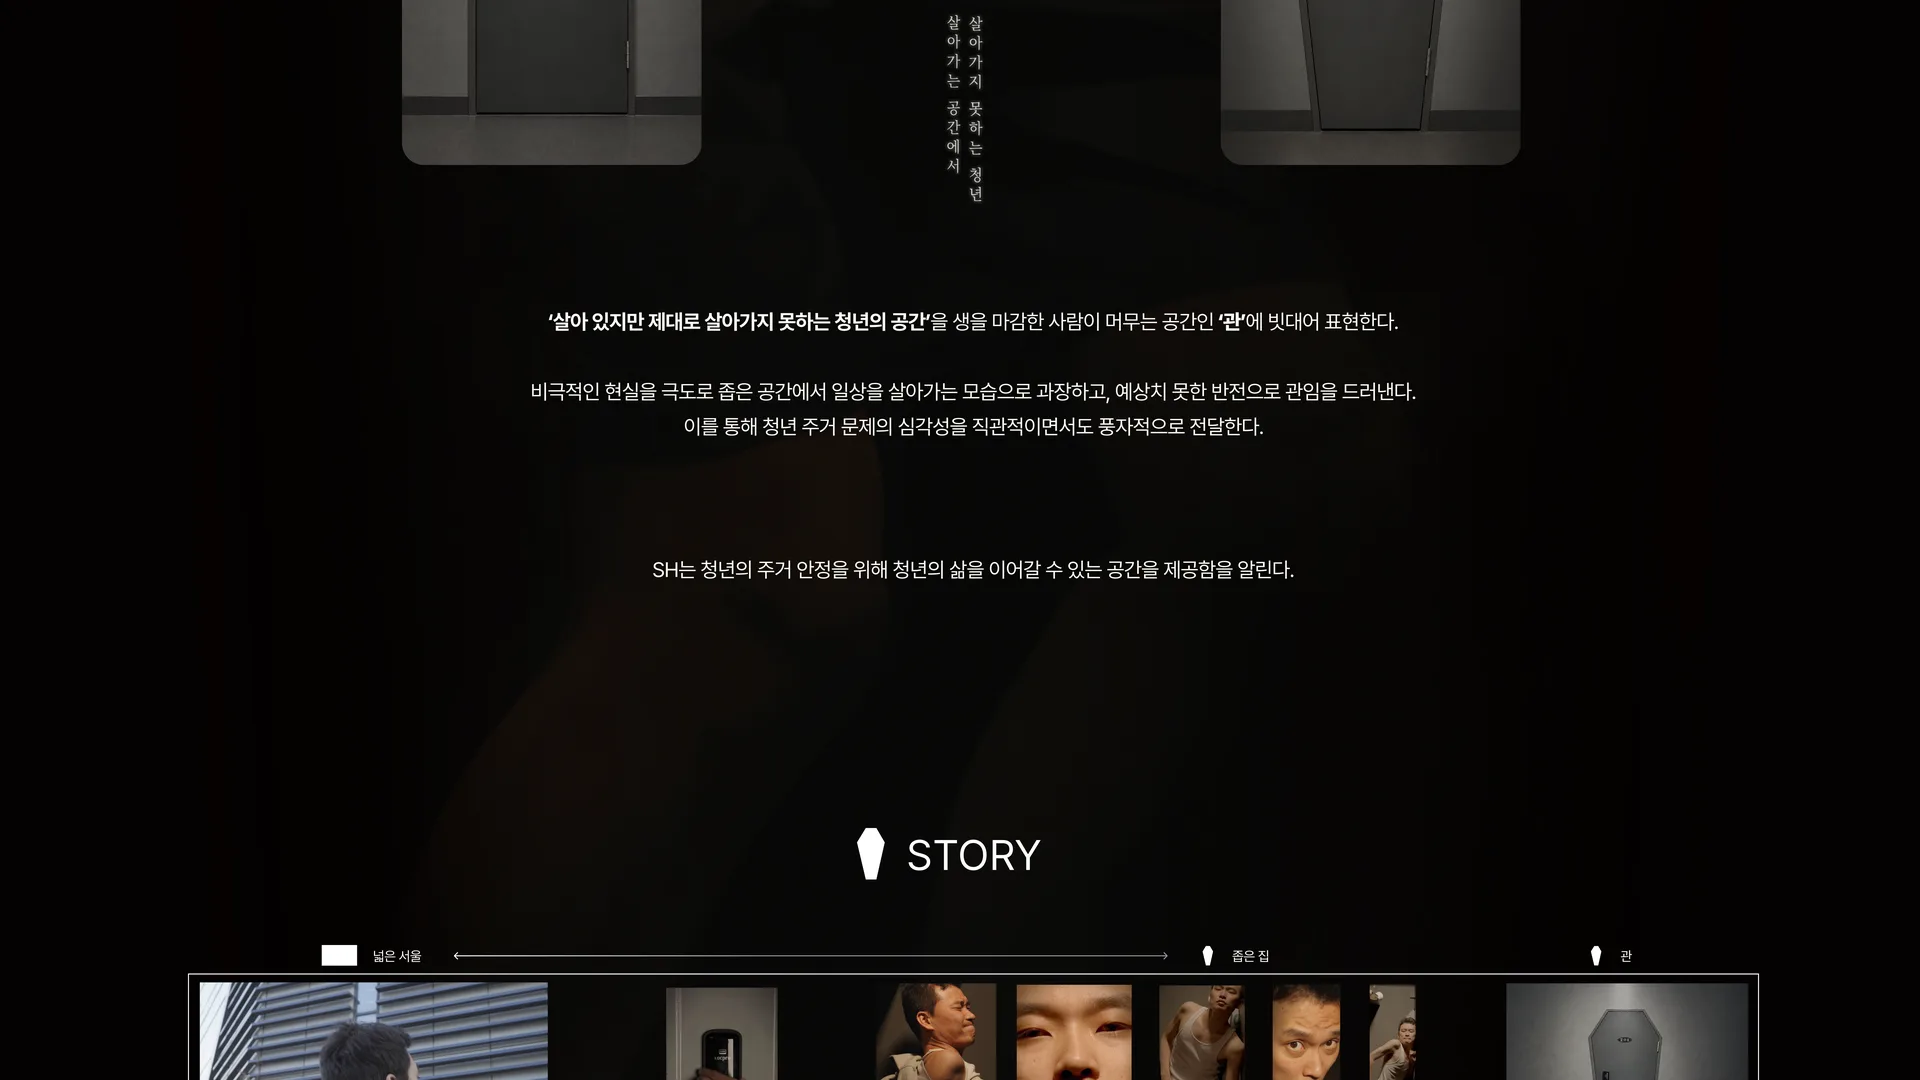 살아가는 공간에서
살아가지 못하는 청년
‘살아 있지만 제대로 살아가지 못하는 청년의 공간’을 생을 마감한 사람이 머무는 공간인 ‘관’에 빗대어 표현한다.
비극적인 현실을 극도로 좁은 공간에서 일상을 살아가는 모습으로 과장하고, 예상치 못한 반전으로 관임을 드러낸다.
이를 통해 청년 주거 문제의 심각성을 직관적이면서도 풍자적으로 전달한다.
SH는 청년의 주거 안정을 위해 청년의 삶을 이어갈 수 있는 공간을 제공함을 알린다.
STORY
넓은 서울
좁은 집
관